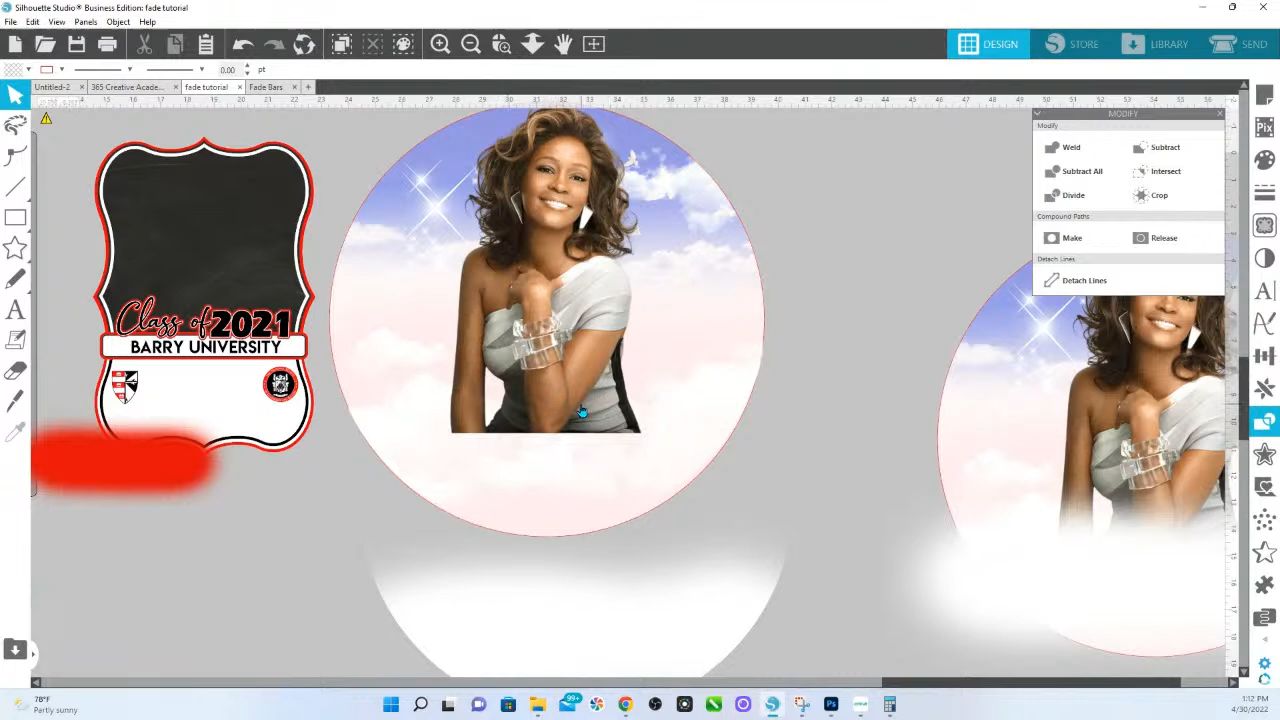 Silhouette Studio® Business Edition: fade tutorial
File Edit View Panels Object Help
DESIGN STORE LIBRARY SEND
0.00 pt
Untitled-2 365 Creative Acade... fade tutorial Fade Bars
MODIFY
Modify
Weld Subtract
Subtract All Intersect
Divide Crop
Compound Paths
Make Release
Detach Lines
Detach Lines
Class of 2021
BARRY UNIVERSITY
99+
78°F
Partly sunny
1:12 PM
4/30/2022